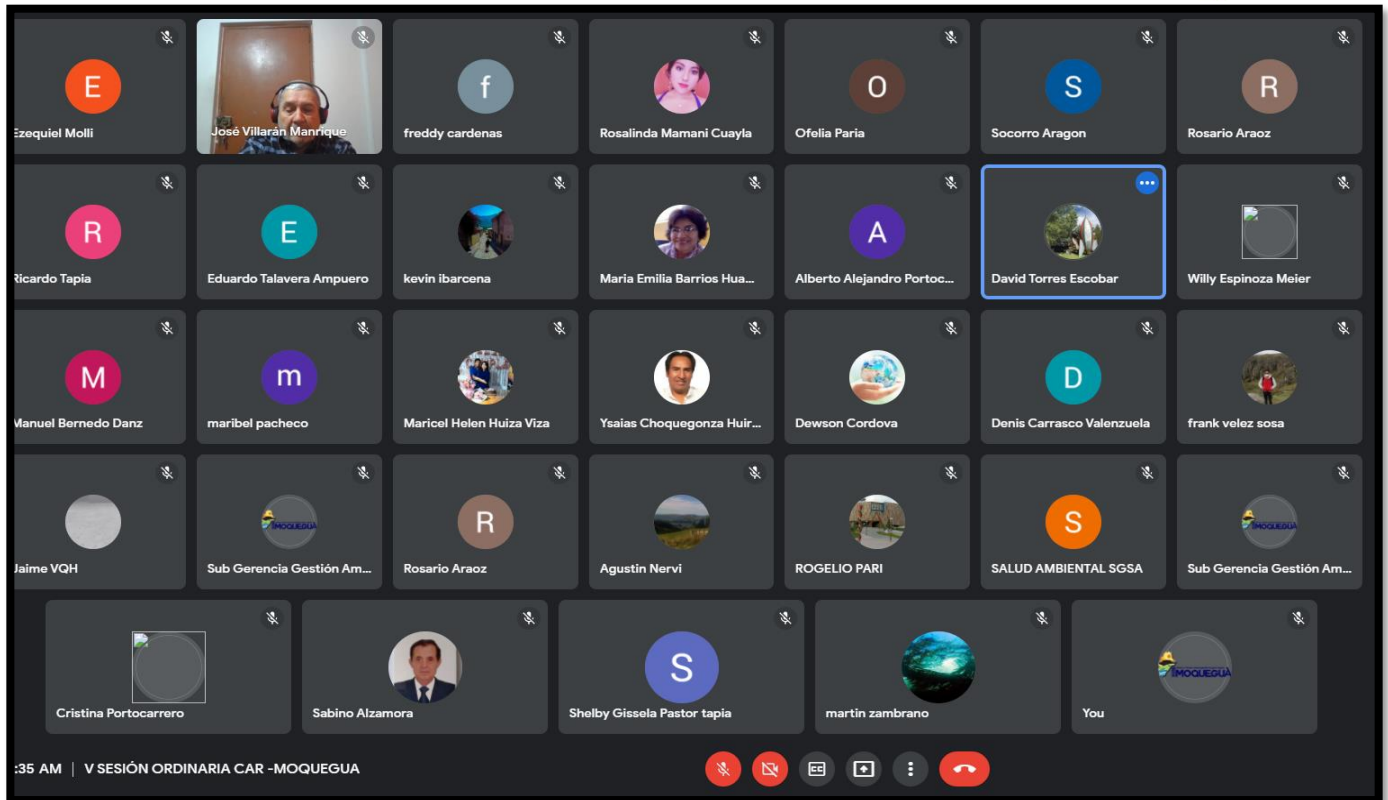 E
Ezequiel Molli
José Villarán Manrique
f
freddy cardenas
Rosalinda Mamani Cuayla
O
Ofelia Paria
S
Socorro Aragon
R
Rosario Araoz
R
Ricardo Tapia
E
Eduardo Talavera Ampuero
kevin ibarcena
Maria Emilia Barrios Hua...
A
Alberto Alejandro Portoc...
David Torres Escobar
Willy Espinoza Meier
M
Manuel Bernedo Danz
m
maribel pacheco
Maricel Helen Huiza Viza
Ysaias Choquegonza Huir...
Dewson Cordova
D
Denis Carrasco Valenzuela
frank velez sosa
Jaime VQH
MOQUEGUA
Sub Gerencia Gestión Am...
R
Rosario Araoz
Agustin Nervi
ROGELIO PARI
S
SALUD AMBIENTAL SGSA
MOQUEGUA
Sub Gerencia Gestión Am...
Cristina Portocarrero
Sabino Alzamora
S
Shelby Gissela Pastor tapia
martin zambrano
MOQUEGUA
You
:35 AM | V SESIÓN ORDINARIA CAR -MOQUEGUA
CC